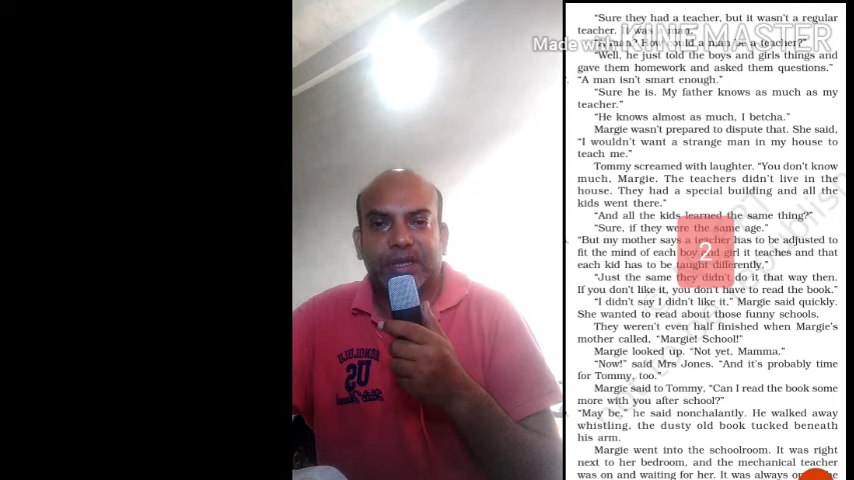 "Sure they had a teacher, but it wasn't a regular
teacher. It was a man."
"A man? How could a man be a teacher?"
"Well, he just told the boys and girls things and
gave them homework and asked them questions."
"A man isn't smart enough."
"Sure he is. My father knows as much as my
teacher."
"He knows almost as much, I betcha."
Margie wasn't prepared to dispute that. She said,
"I wouldn't want a strange man in my house to
teach me."
Tommy screamed with laughter. "You don't know
much, Margie. The teachers didn't live in the
house. They had a special building and all the
kids went there."
"And all the kids learned the same thing?"
"Sure, if they were the same age."
"But my mother says a teacher has to be adjusted to
fit the mind of each boy and girl it teaches and that
each kid has to be taught differently."
"Just the same they didn't do it that way then.
If you don't like it, you don't have to read the book."
"I didn't say I didn't like it," Margie said quickly.
She wanted to read about those funny schools.
They weren't even half finished when Margie's
mother called, "Margie! School!"
Margie looked up. "Not yet, Mamma."
"Now!" said Mrs Jones. "And it's probably time
for Tommy, too."
Margie said to Tommy, "Can I read the book some
more with you after school?"
"May be," he said nonchalantly. He walked away
whistling, the dusty old book tucked beneath
his arm.
Margie went into the schoolroom. It was right
next to her bedroom, and the mechanical teacher
was on and waiting for her. It was always on
Made with KINEMASTER
2
HONOLULU
US